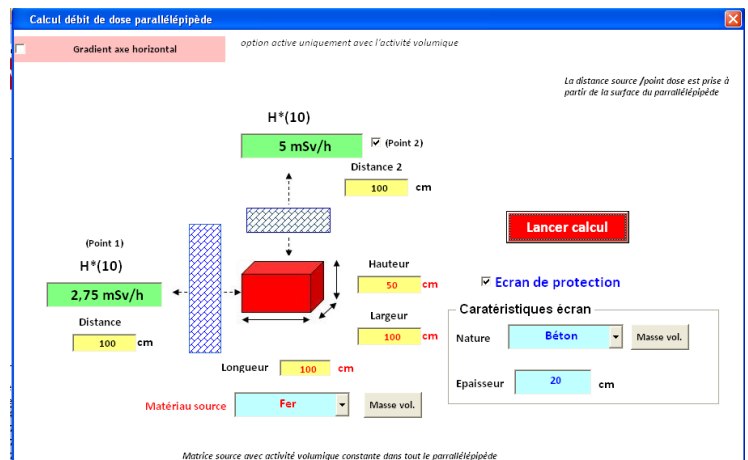 Calcul débit de dose parallélépipède
Gradient axe horizontal
option active uniquement avec l'activité volumique
La distance source /point dose est prise à
partir de la surface du parrallélépipède
H*(10)
5 mSv/h
(Point 2)
Distance 2
100 cm
Lancer calcul
(Point 1)
H*(10)
2,75 mSv/h
Distance
100 cm
Hauteur
50 cm
Largeur
100 cm
Longueur 100 cm
Ecran de protection
Caratéristiques écran
Nature Béton Masse vol.
Epaisseur 20 cm
Matériau source Fer Masse vol.
Matrice source avec activité volumique constante dans tout le parrallélépipède